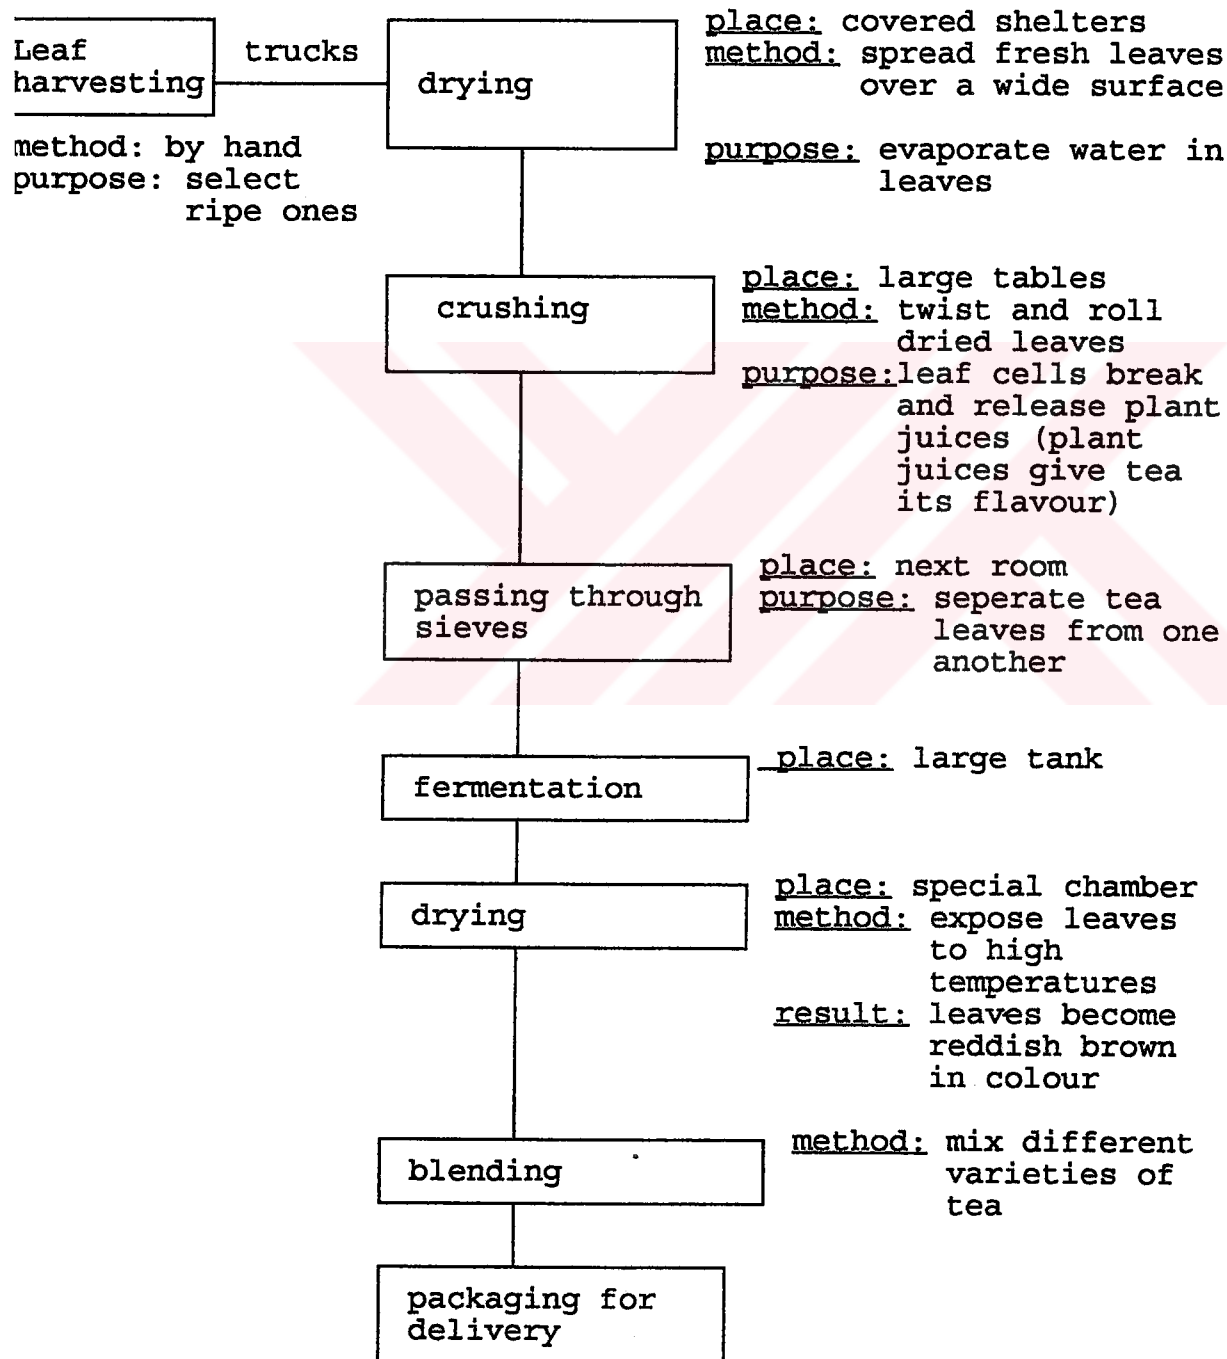 Leaf
harvesting
trucks
drying
place: covered shelters
method: spread fresh leaves
over a wide surface
purpose: evaporate water in
leaves
method: by hand
purpose: select
ripe ones
crushing
place: large tables
method: twist and roll
dried leaves
purpose:leaf cells break
and release plant
juices (plant
juices give tea
its flavour)
passing through
sieves
place: next room
purpose: seperate tea
leaves from one
another
fermentation
place: large tank
drying
place: special chamber
method: expose leaves
to high
temperatures
result: leaves become
reddish brown
in colour
blending
method: mix different
varieties of
tea
packaging for
delivery